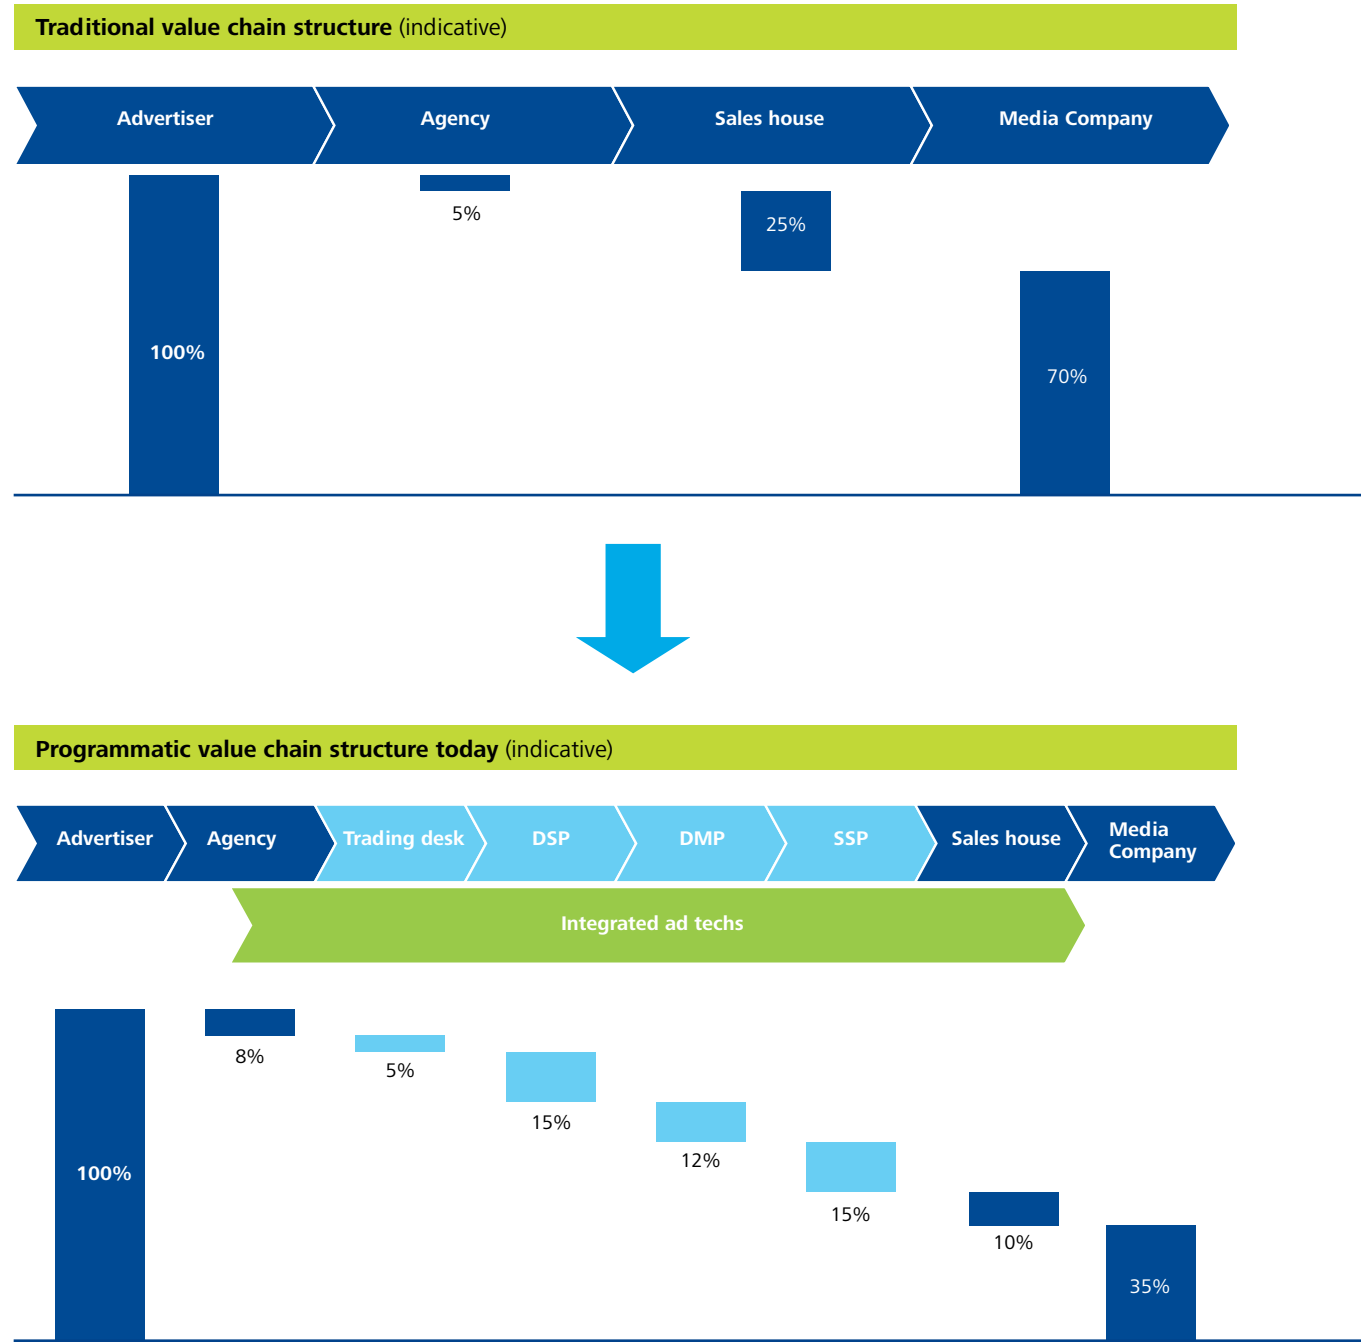 Traditional value chain structure (indicative)
Advertiser
Agency
Sales house
Media Company
5%
25%
100%
70%
Programmatic value chain structure today (indicative)
Advertiser
Agency
Trading desk
DSP
DMP
SSP
Sales house
Media
Company
Integrated ad techs
8%
5%
15%
12%
100%
15%
10%
35%